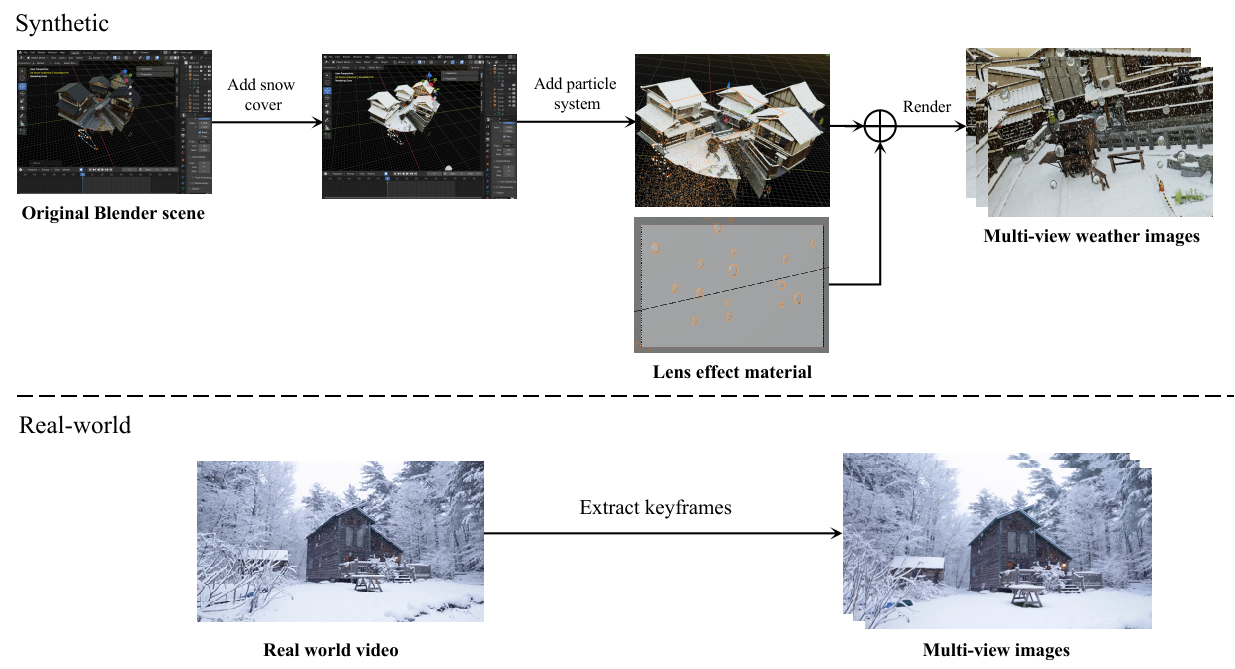 Synthetic
Add snow
cover
Add particle
system
Render
Original Blender scene
Multi-view weather images
Lens effect material
Real-world
Extract keyframes
Real world video
Multi-view images